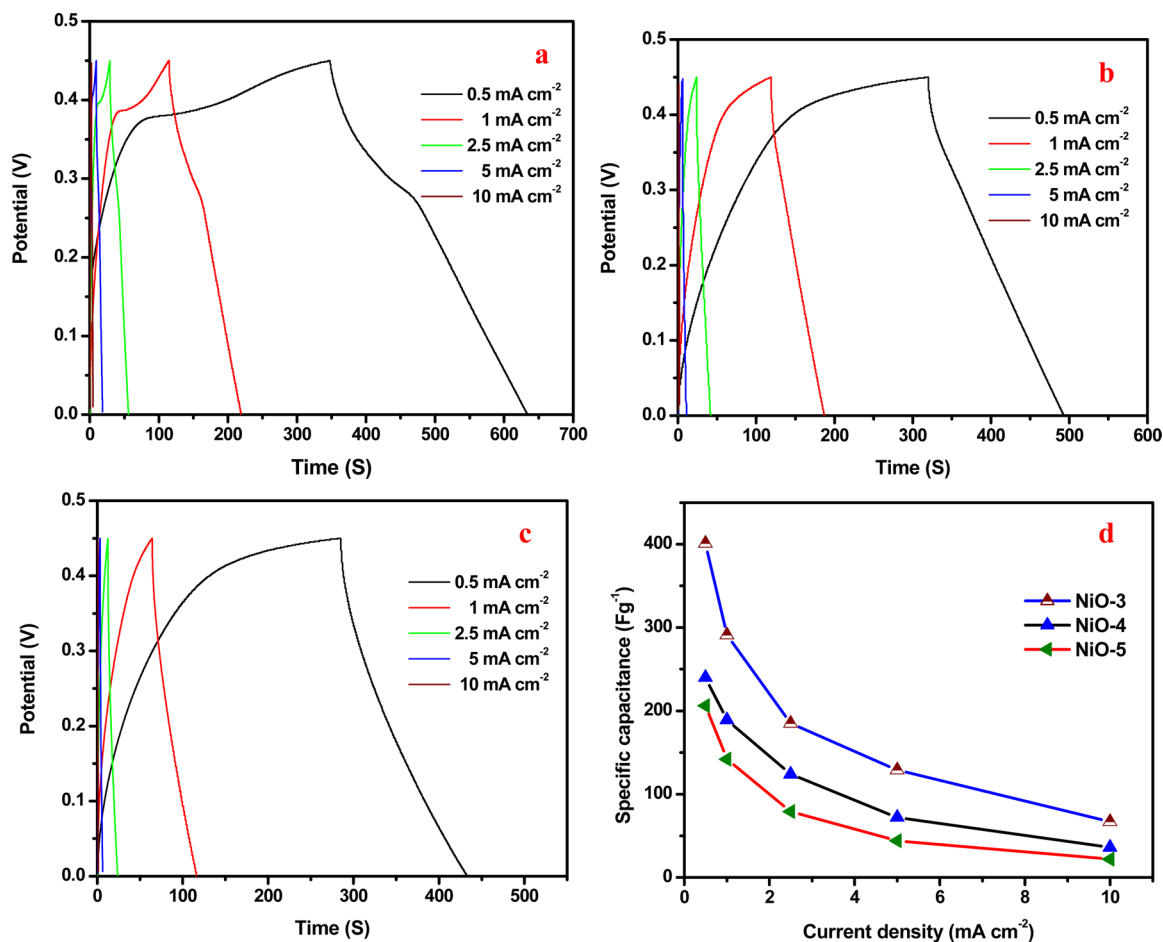 a
0.5
0.4
0.3
0.2
0.1
0.0
Potential (V)
0.5 mA cm⁻²
1 mA cm⁻²
2.5 mA cm⁻²
5 mA cm⁻²
10 mA cm⁻²
0 100 200 300 400 500 600 700
Time (S)
b
0.5
0.4
0.3
0.2
0.1
0.0
Potential (V)
0.5 mA cm⁻²
1 mA cm⁻²
2.5 mA cm⁻²
5 mA cm⁻²
10 mA cm⁻²
0 100 200 300 400 500 600
Time (S)
c
0.5
0.4
0.3
0.2
0.1
0.0
Potential (V)
0.5 mA cm⁻²
1 mA cm⁻²
2.5 mA cm⁻²
5 mA cm⁻²
10 mA cm⁻²
0 100 200 300 400 500
Time (S)
d
400
300
200
100
0
Specific capacitance (Fg⁻¹)
NiO-3
NiO-4
NiO-5
0 2 4 6 8 10
Current density (mA cm⁻²)